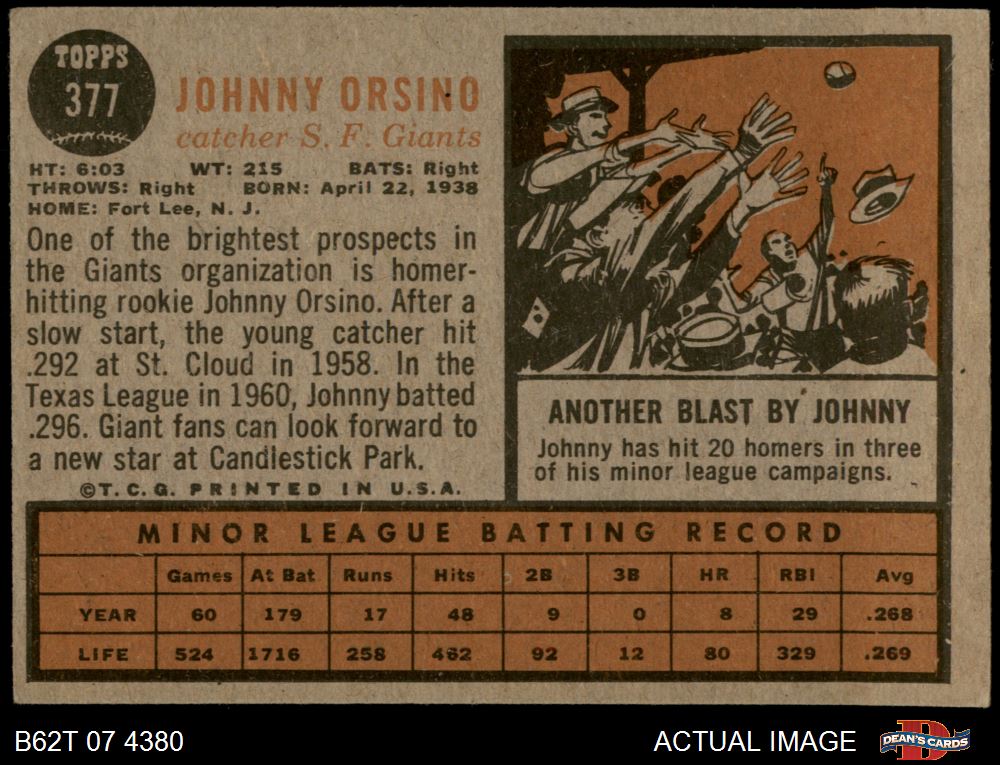 TOPPS
377
JOHNNY ORSINO
catcher S. F. Giants
HT: 6:03 WT: 215 BATS: Right
THROWS: Right BORN: April 22, 1938
HOME: Fort Lee, N. J.
One of the brightest prospects in
the Giants organization is homer-
hitting rookie Johnny Orsino. After a
slow start, the young catcher hit
.292 at St. Cloud in 1958. In the
Texas League in 1960, Johnny batted
.296. Giant fans can look forward to
a new star at Candlestick Park.
©T.C.G. PRINTED IN U.S.A.
ANOTHER BLAST BY JOHNNY
Johnny has hit 20 homers in three
of his minor league campaigns.
MINOR LEAGUE BATTING RECORD
Games At Bat Runs Hits 2B 3B HR RBI Avg
YEAR 60 179 17 48 9 0 8 29 .268
LIFE 524 1716 258 462 92 12 80 329 .269
B62T 07 4380
ACTUAL IMAGE
DEAN'S CARDS